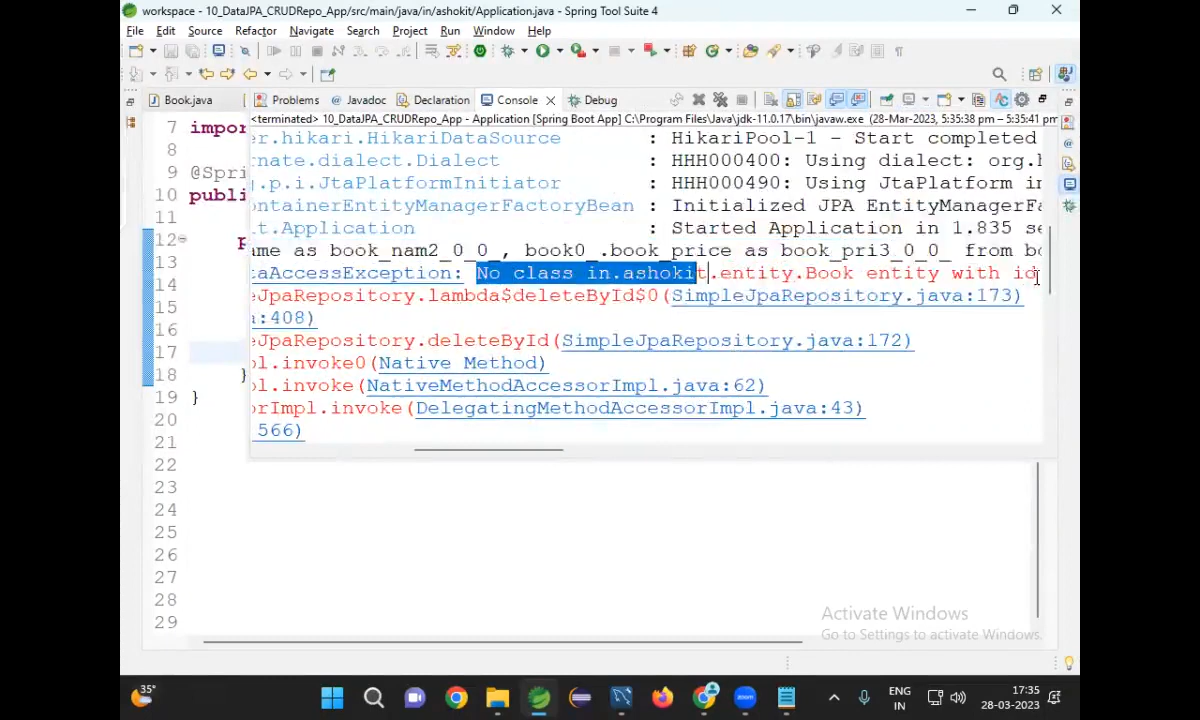 workspace - 10_DataJPA_CRUDRepo_App/src/main/java/in/ashokit/Application.java - Spring Tool Suite 4
File Edit Source Refactor Navigate Search Project Run Window Help
Book.java Problems @ Javadoc Declaration Console Debug
<terminated> 10_DataJPA_CRUDRepo_App - Application [Spring Boot App] C:\Program Files\Java\jdk-11.0.17\bin\javaw.exe (28-Mar-2023, 5:35:38 pm – 5:35:41 pm
7 impor
er.hikari.HikariDataSource : HikariPool-1 - Start completed
8
nate.dialect.Dialect : HHH000400: Using dialect: org.h
9 @Spri
g.p.i.JtaPlatformInitiator : HHH000490: Using JtaPlatform in
10 publi
ontainerEntityManagerFactoryBean : Initialized JPA EntityManagerFa
11
it.Application : Started Application in 1.835 se
12 p
ame as book_nam2_0_0_, book0_.book_price as book_pri3_0_0_ from bo
13
taAccessException: No class in.ashokit.entity.Book entity with id
14
eJpaRepository.lambda$deleteById$0(SimpleJpaRepository.java:173)
15
a:408)
16
eJpaRepository.deleteById(SimpleJpaRepository.java:172)
17
pl.invoke0(Native Method)
18 }
pl.invoke(NativeMethodAccessorImpl.java:62)
19 }
orImpl.invoke(DelegatingMethodAccessorImpl.java:43)
20
566)
21
22
23
24
25
26
27
28
29
Activate Windows
Go to Settings to activate Windows.
35°
zoom
ENG
IN
17:35
28-03-2023